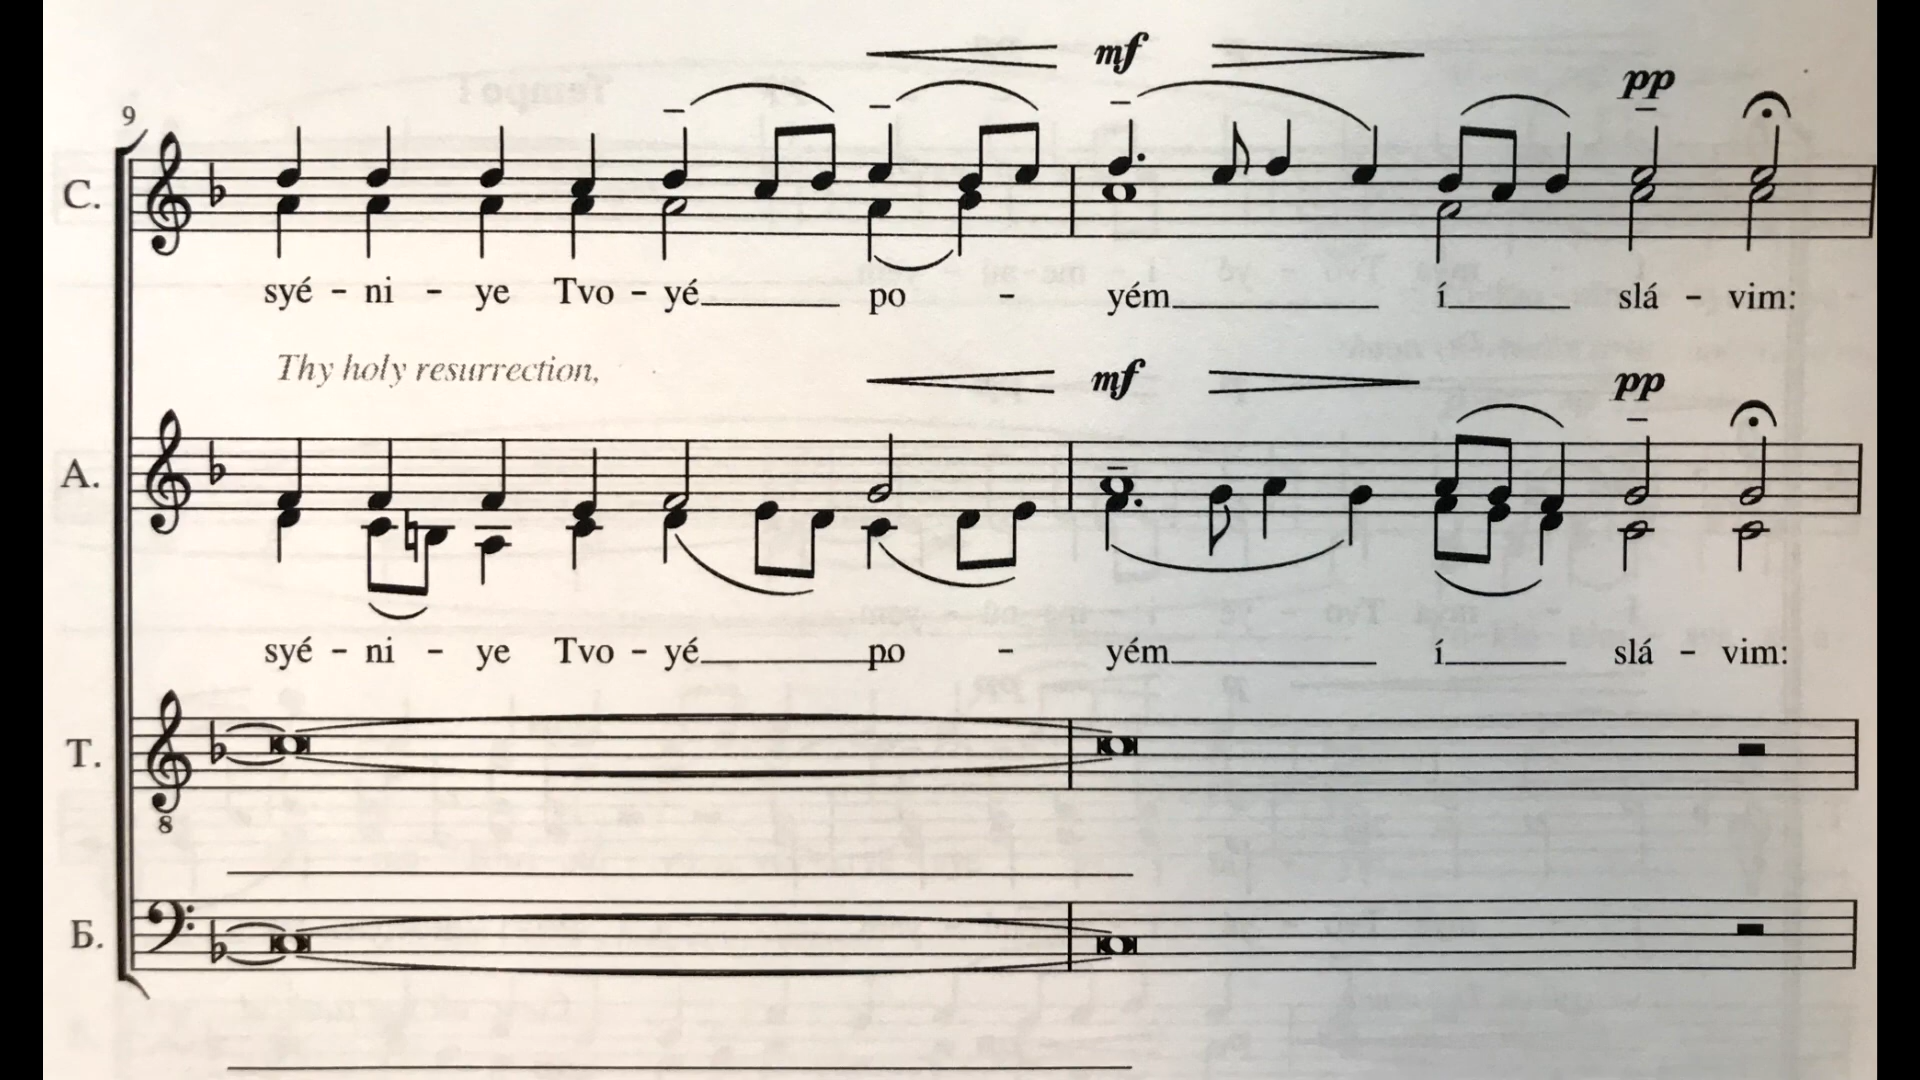 mf
pp
9
С.
syé - ni - ye Tvo - yé po - yém í slá - vim:
Thy holy resurrection,
mf
pp
А.
syé - ni - ye Tvo - yé po - yém í slá - vim:
Т.
8
Б.